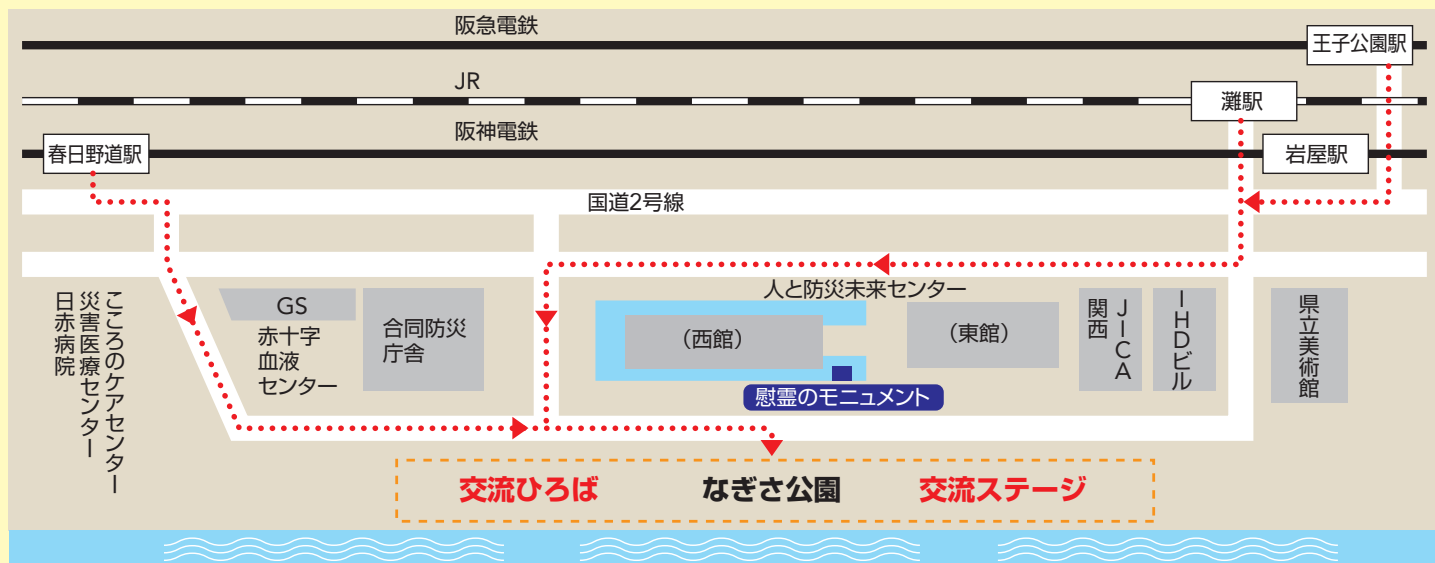 阪急電鉄
王子公園駅
JR
灘駅
阪神電鉄
春日野道駅
岩屋駅
国道2号線
人と防災未来センター
こころのケアセンター
災害医療センター
日赤病院
GS
赤十字
血液
センター
合同防災
庁舎
（西館）
（東館）
JICA
関西
IHDビル
県立美術館
慰霊のモニュメント
交流ひろば
なぎさ公園
交流ステージ